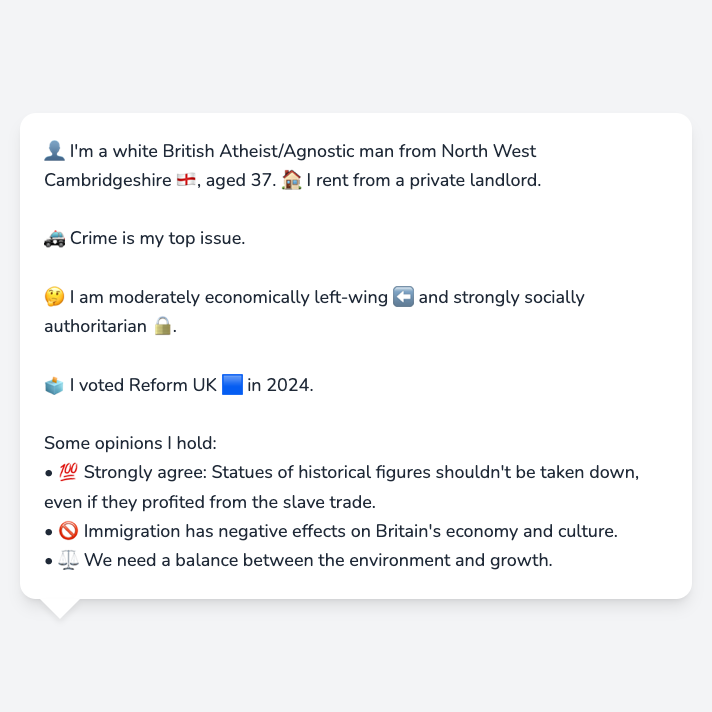 👤 I'm a white British Atheist/Agnostic man from North West
Cambridgeshire 🏴󠁧󠁢󠁥󠁮󠁧󠁿, aged 37. 🏠 I rent from a private landlord.
🚓 Crime is my top issue.
🤔 I am moderately economically left-wing ⬅️ and strongly socially
authoritarian 🔒.
🗳️ I voted Reform UK 🟦 in 2024.
Some opinions I hold:
• 💯 Strongly agree: Statues of historical figures shouldn't be taken down,
even if they profited from the slave trade.
• 🚫 Immigration has negative effects on Britain's economy and culture.
• ⚖️ We need a balance between the environment and growth.